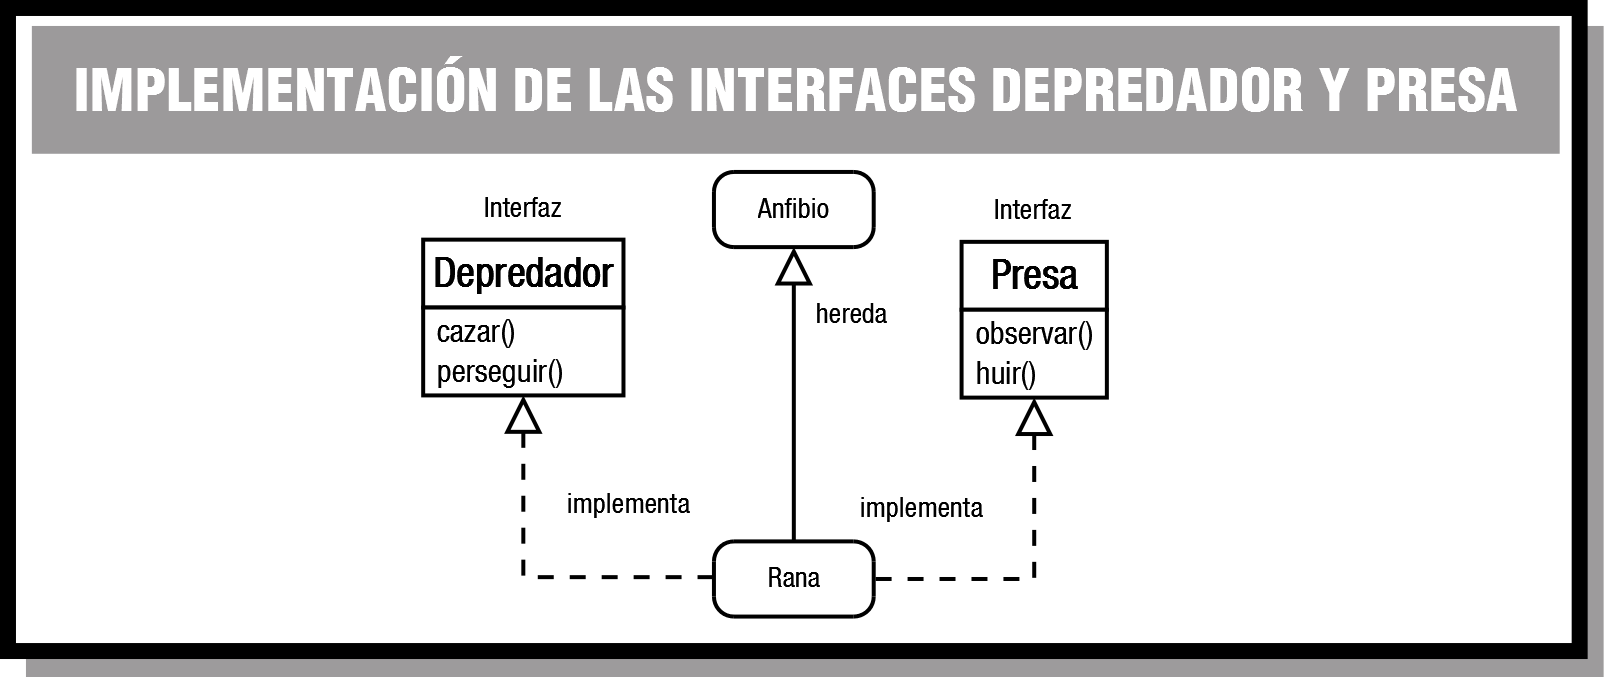 IMPLEMENTACIÓN DE LAS INTERFACES DEPREDADOR Y PRESA
Interfaz
Depredador
cazar()
perseguir()
implementa
Anfibio
hereda
Rana
Interfaz
Presa
observar()
huir()
implementa